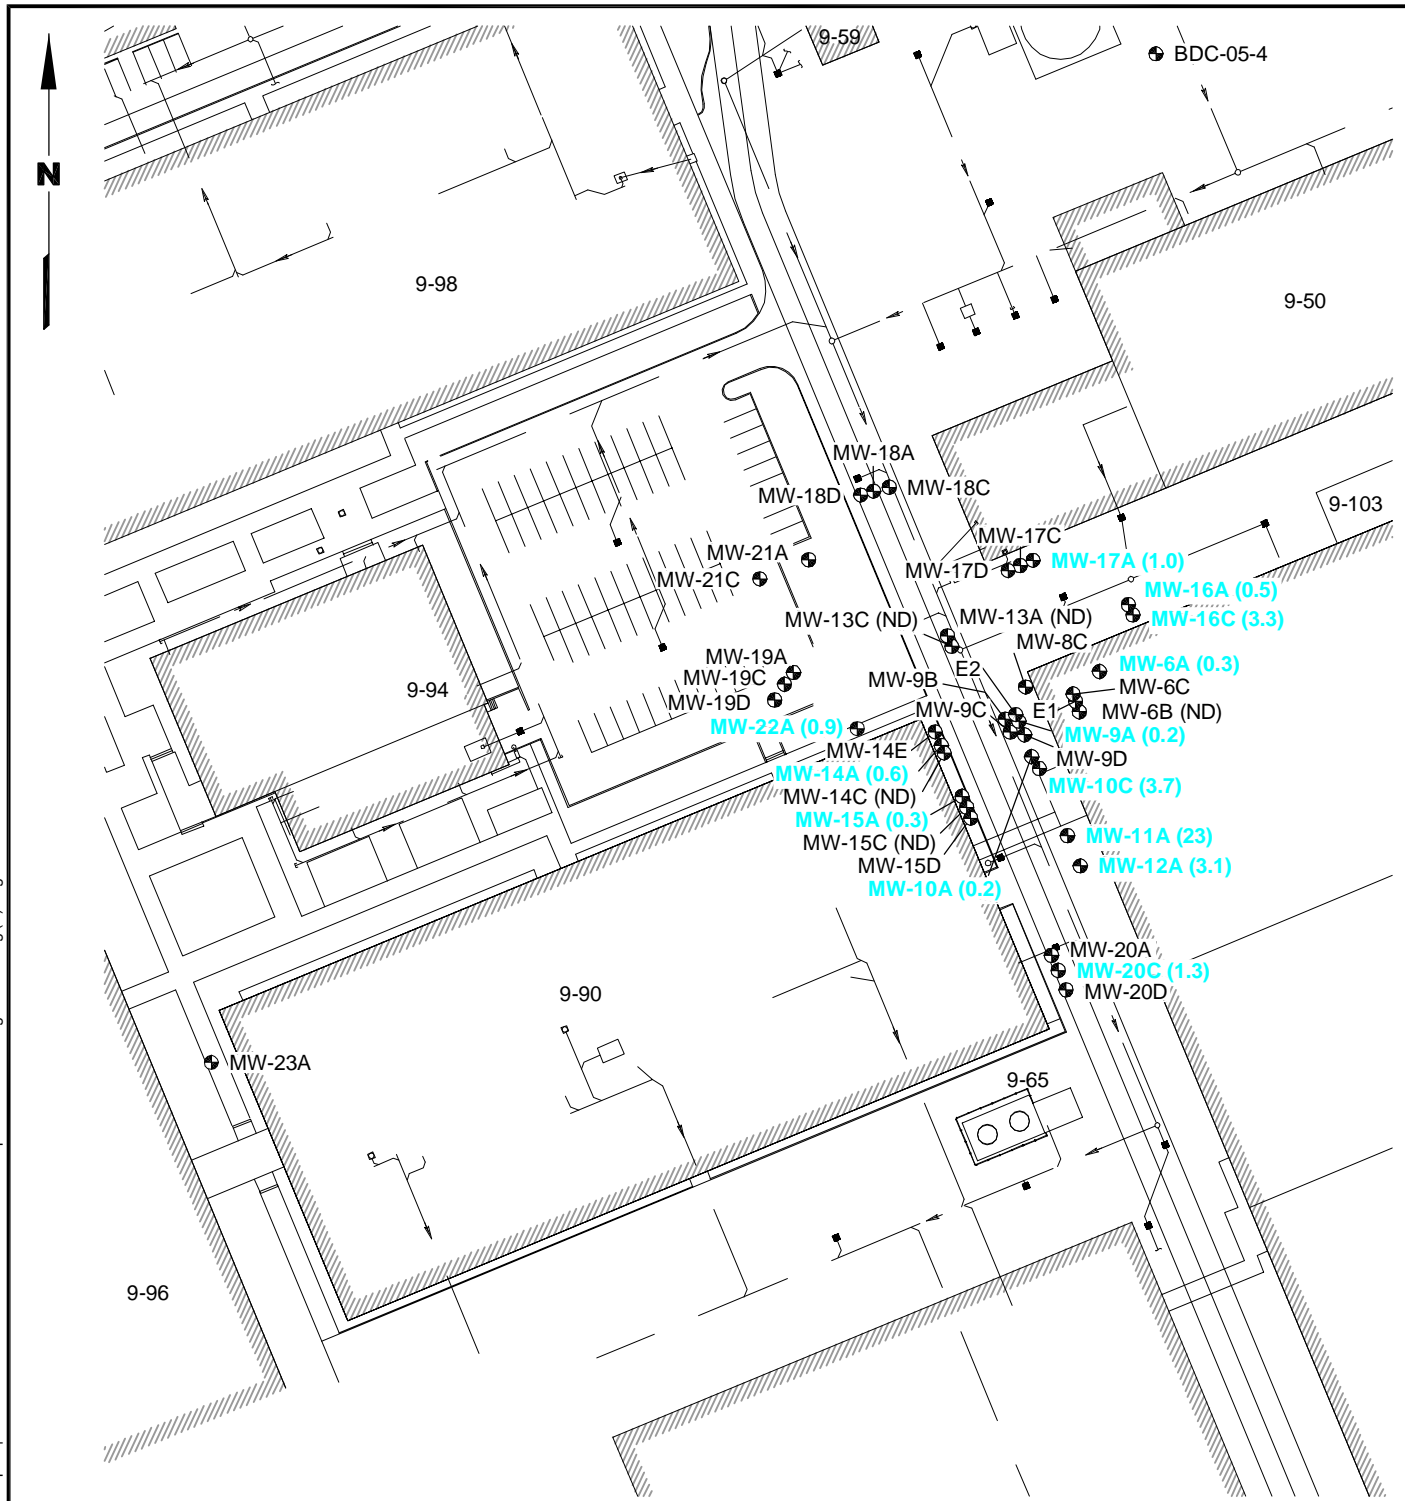 9-59
BDC-05-4
N
9-98
9-50
MW-18A
MW-18D
MW-18C
9-103
MW-17C
MW-21A
MW-17D
MW-17A (1.0)
MW-21C
MW-16A (0.5)
MW-13C (ND)
MW-13A (ND)
MW-16C (3.3)
MW-8C
MW-19A
E2
MW-6A (0.3)
MW-19C
MW-9B
MW-6C
9-94
MW-19D
MW-9C
E1
MW-6B (ND)
MW-22A (0.9)
MW-9A (0.2)
MW-14E
MW-9D
MW-14A (0.6)
MW-10C (3.7)
MW-14C (ND)
MW-15A (0.3)
MW-11A (23)
MW-15C (ND)
MW-15D
MW-12A (3.1)
MW-10A (0.2)
MW-20A
MW-20C (1.3)
9-90
MW-20D
MW-23A
9-65
9-96